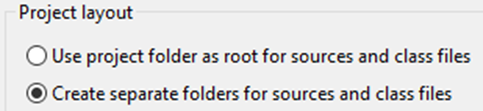 Project layout
Use project folder as root for sources and class files
Create separate folders for sources and class files